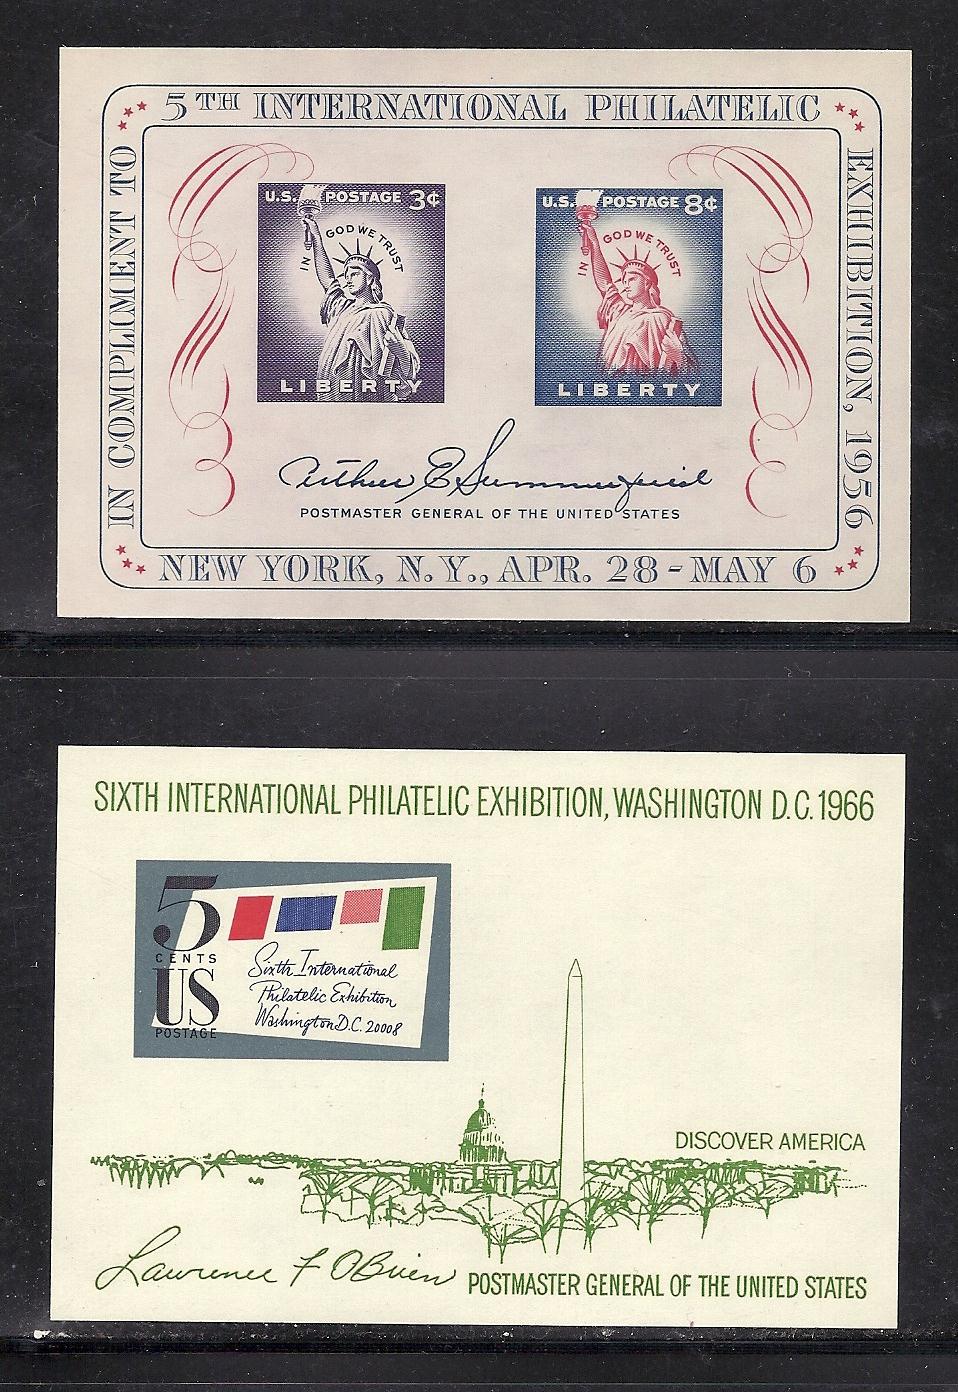 5TH INTERNATIONAL PHILATELIC
EXHIBITION, 1956
NEW YORK, N.Y., APR. 28 - MAY 6
IN COMPLIMENT TO
U.S. POSTAGE 3¢
IN GOD WE TRUST
LIBERTY
U.S. POSTAGE 8¢
IN GOD WE TRUST
LIBERTY
Arthur E Summerfield
POSTMASTER GENERAL OF THE UNITED STATES
SIXTH INTERNATIONAL PHILATELIC EXHIBITION, WASHINGTON D.C. 1966
5
CENTS
US
POSTAGE
Sixth International
Philatelic Exhibition
Washington D.C. 20008
DISCOVER AMERICA
Lawrence F O'Brien
POSTMASTER GENERAL OF THE UNITED STATES